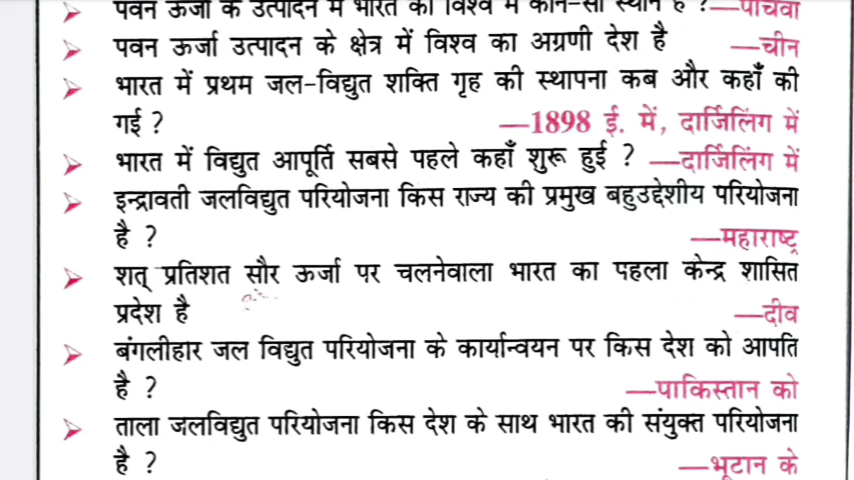 पवन ऊर्जा के उत्पादन में भारत का विश्व में कौन-सा स्थान है ? —पाँचवा
पवन ऊर्जा उत्पादन के क्षेत्र में विश्व का अग्रणी देश है —चीन
भारत में प्रथम जल-विद्युत शक्ति गृह की स्थापना कब और कहाँ की
गई ? —1898 ई. में, दार्जिलिंग में
भारत में विद्युत आपूर्ति सबसे पहले कहाँ शुरू हुई ? —दार्जिलिंग में
इन्द्रावती जलविद्युत परियोजना किस राज्य की प्रमुख बहुउद्देशीय परियोजना
है ? —महाराष्ट्र
शत् प्रतिशत सौर ऊर्जा पर चलनेवाला भारत का पहला केन्द्र शासित
प्रदेश है —दीव
बंगलीहार जल विद्युत परियोजना के कार्यान्वयन पर किस देश को आपति
है ? —पाकिस्तान को
ताला जलविद्युत परियोजना किस देश के साथ भारत की संयुक्त परियोजना
है ? —भूटान के